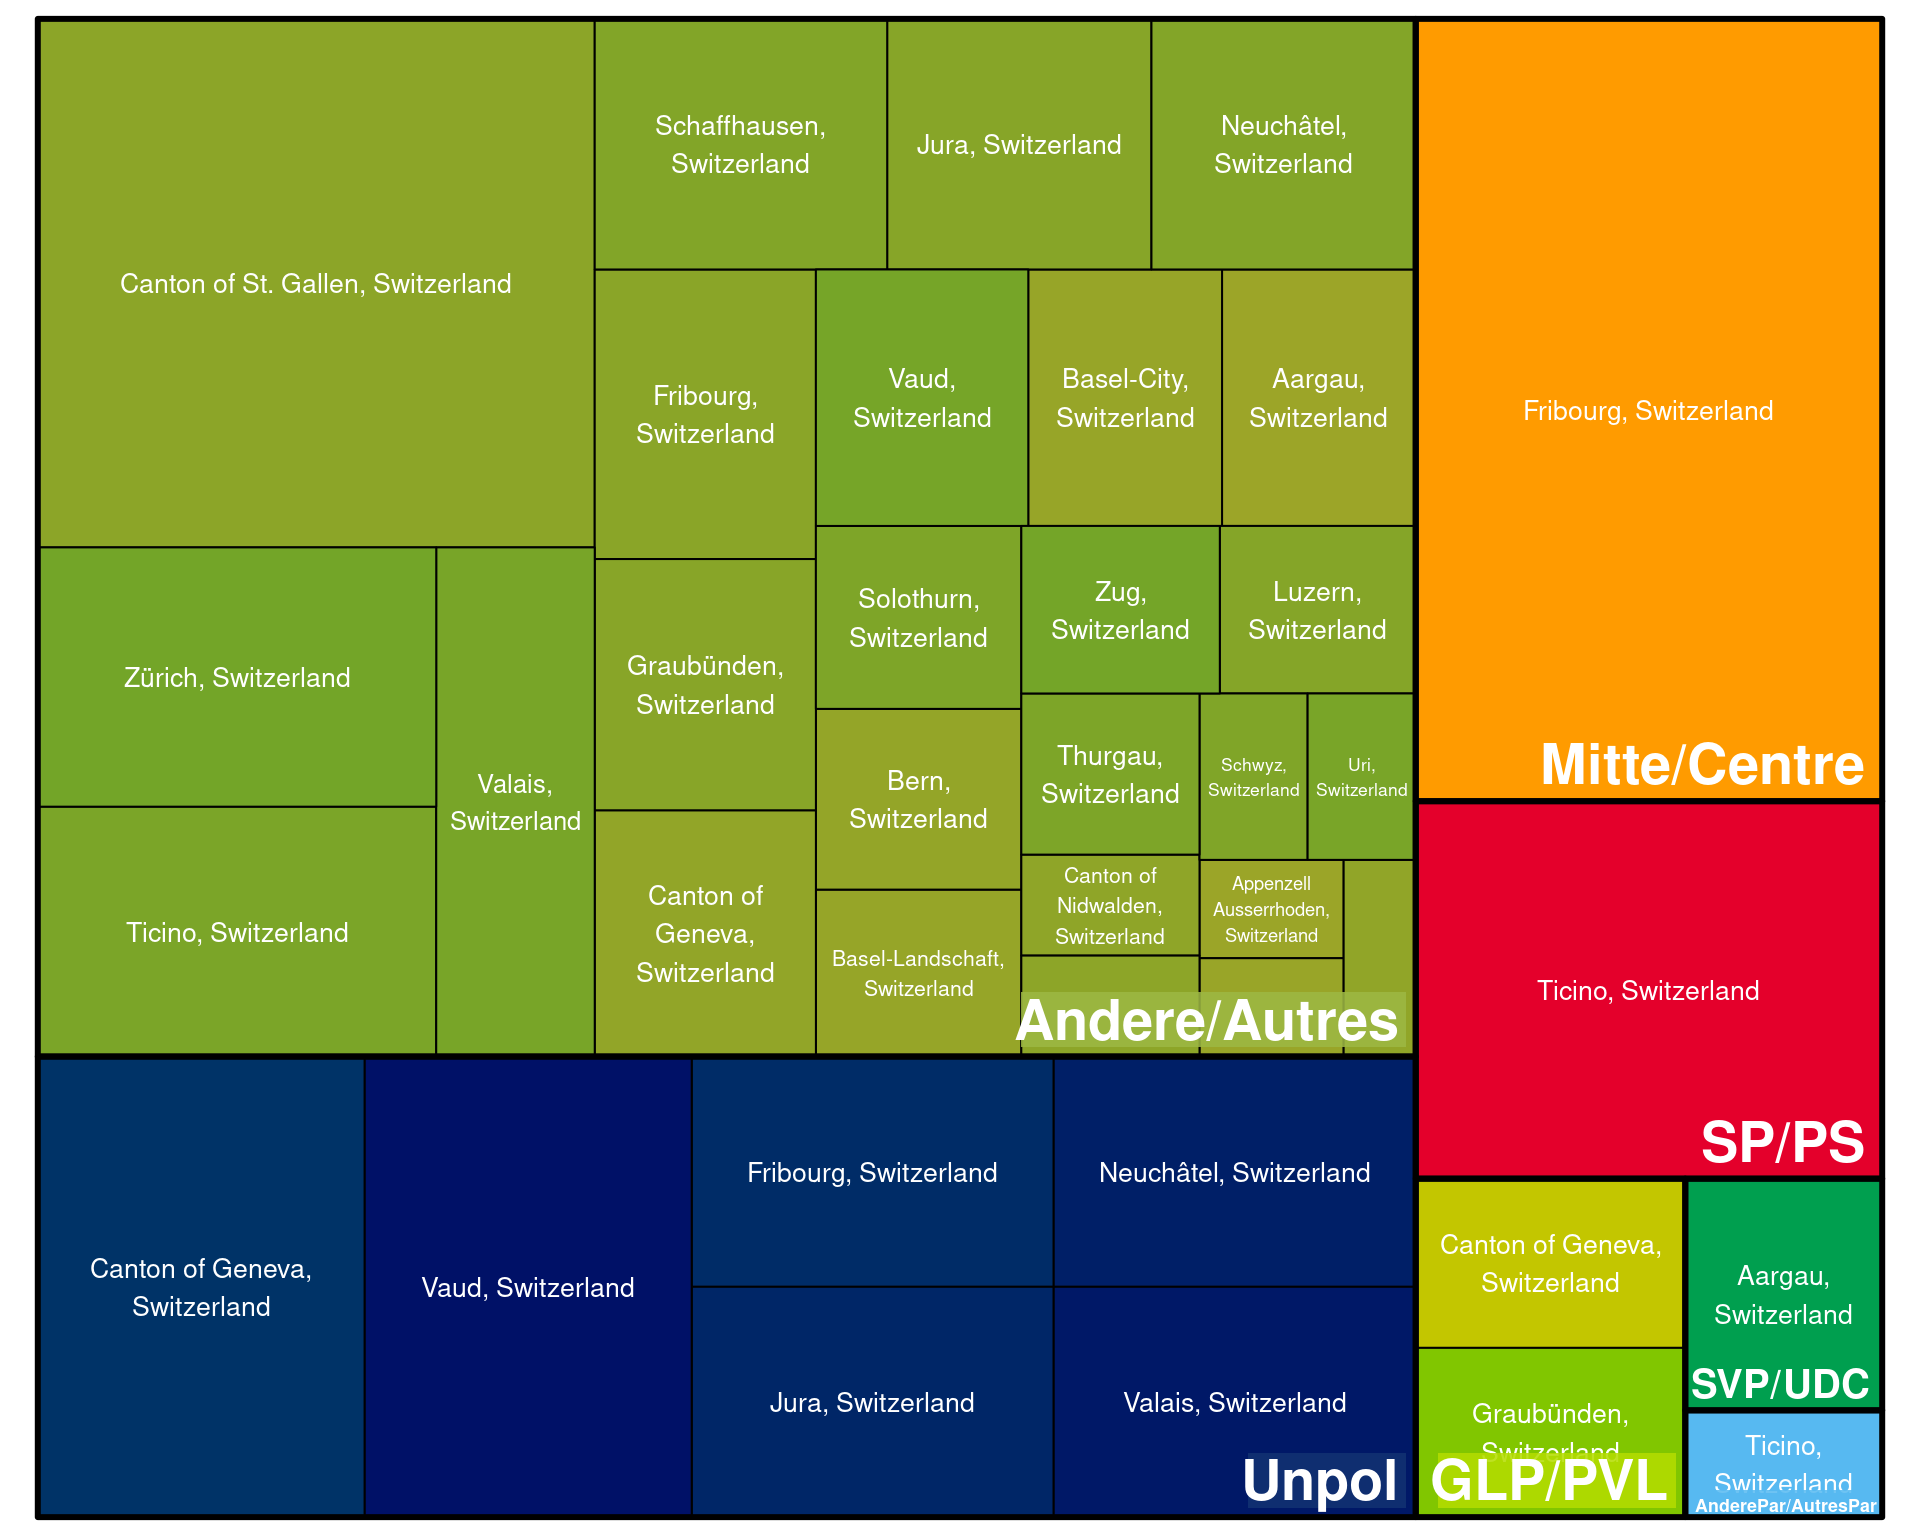 Canton of St. Gallen, Switzerland
Schaffhausen,
Switzerland
Jura, Switzerland
Neuchâtel,
Switzerland
Fribourg,
Switzerland
Vaud,
Switzerland
Basel-City,
Switzerland
Aargau,
Switzerland
Zürich, Switzerland
Ticino, Switzerland
Valais,
Switzerland
Graubünden,
Switzerland
Canton of
Geneva,
Switzerland
Solothurn,
Switzerland
Zug,
Switzerland
Luzern,
Switzerland
Bern,
Switzerland
Basel-Landschaft,
Switzerland
Thurgau,
Switzerland
Schwyz,
Switzerland
Uri,
Switzerland
Canton of
Nidwalden,
Switzerland
Appenzell
Ausserrhoden,
Switzerland
Andere/Autres
Canton of Geneva,
Switzerland
Vaud, Switzerland
Fribourg, Switzerland
Neuchâtel, Switzerland
Jura, Switzerland
Valais, Switzerland
Unpol
Fribourg, Switzerland
Mitte/Centre
Ticino, Switzerland
SP/PS
Canton of Geneva,
Switzerland
Graubünden,
Switzerland
GLP/PVL
Aargau,
Switzerland
SVP/UDC
Ticino,
Switzerland
AnderePar/AutresPar